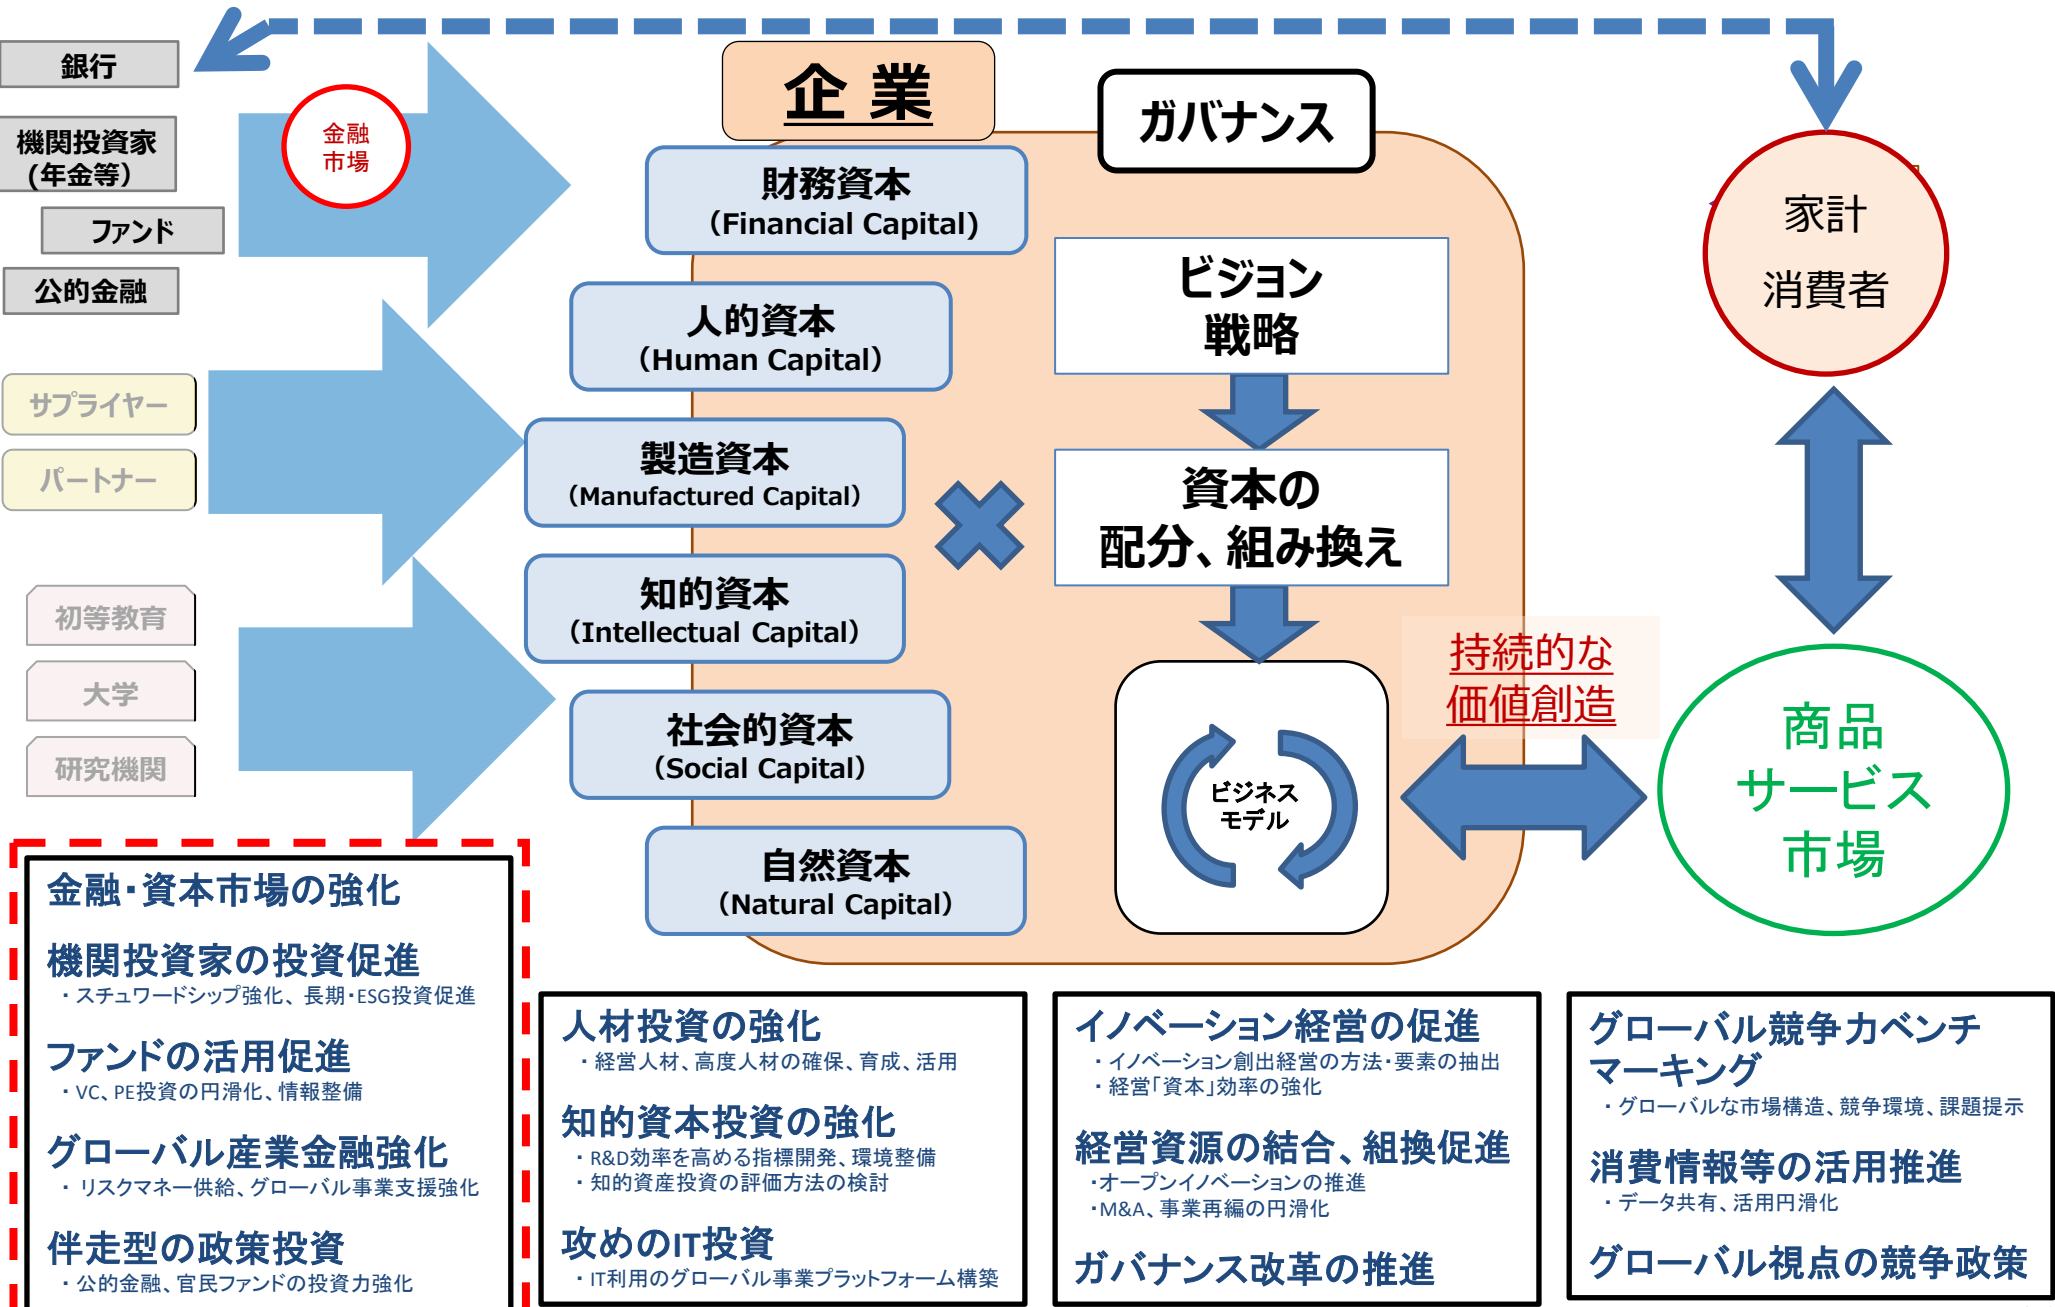 銀行
機関投資家
(年金等)
ファンド
公的金融
金融
市場
サプライヤー
パートナー
初等教育
大学
研究機関
企 業
ガバナンス
財務資本
(Financial Capital)
人的資本
(Human Capital)
製造資本
(Manufactured Capital)
知的資本
(Intellectual Capital)
社会的資本
(Social Capital)
自然資本
(Natural Capital)
ビジョン
戦略
資本の
配分、組み換え
ビジネス
モデル
持続的な
価値創造
家計
消費者
商品
サービス
市場
金融・資本市場の強化
機関投資家の投資促進
・スチュワードシップ強化、長期・ESG投資促進
ファンドの活用促進
・VC、PE投資の円滑化、情報整備
グローバル産業金融強化
・リスクマネー供給、グローバル事業支援強化
伴走型の政策投資
・公的金融、官民ファンドの投資力強化
人材投資の強化
・経営人材、高度人材の確保、育成、活用
知的資本投資の強化
・R&D効率を高める指標開発、環境整備
・知的資産投資の評価方法の検討
攻めのIT投資
・IT利用のグローバル事業プラットフォーム構築
イノベーション経営の促進
・イノベーション創出経営の方法・要素の抽出
・経営「資本」効率の強化
経営資源の結合、組換促進
・オープンイノベーションの推進
・M&A、事業再編の円滑化
ガバナンス改革の推進
グローバル競争力ベンチ
マーキング
・グローバルな市場構造、競争環境、課題提示
消費情報等の活用推進
・データ共有、活用円滑化
グローバル視点の競争政策